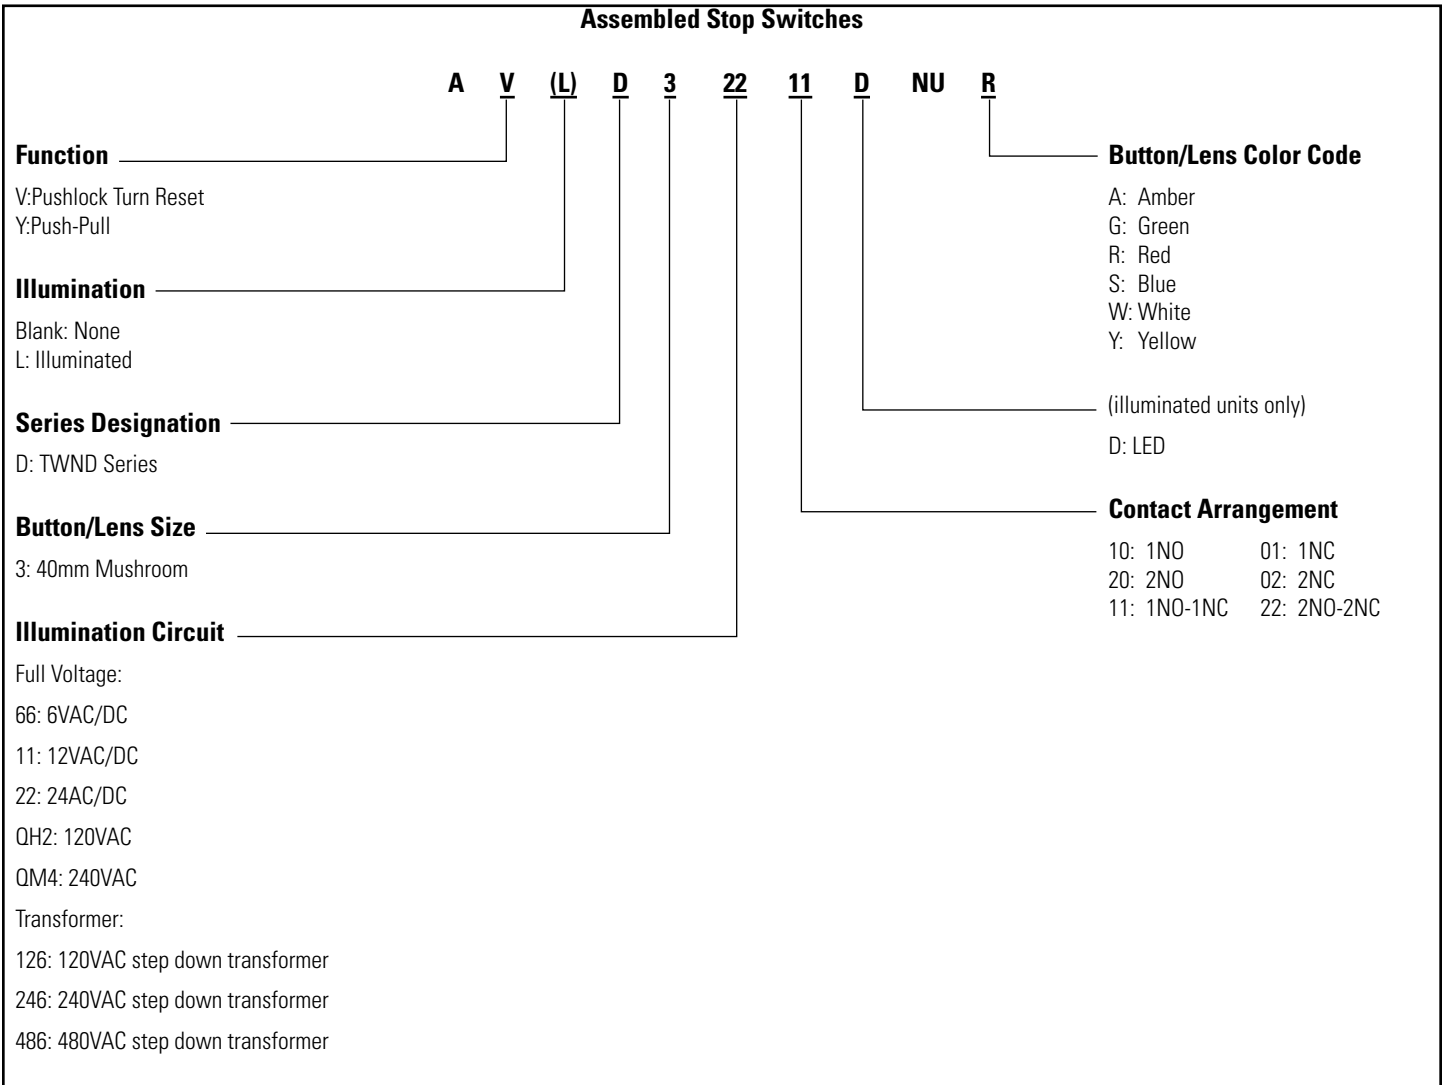 Assembled Stop Switches
A V (L) D 3 22 11 D NU R
Function
V:Pushlock Turn Reset
Y:Push-Pull
Illumination
Blank: None
L: Illuminated
Series Designation
D: TWND Series
Button/Lens Size
3: 40mm Mushroom
Illumination Circuit
Full Voltage:
66: 6VAC/DC
11: 12VAC/DC
22: 24AC/DC
QH2: 120VAC
QM4: 240VAC
Transformer:
126: 120VAC step down transformer
246: 240VAC step down transformer
486: 480VAC step down transformer
Button/Lens Color Code
A: Amber
G: Green
R: Red
S: Blue
W: White
Y: Yellow
(illuminated units only)
D: LED
Contact Arrangement
10: 1NO 01: 1NC
20: 2NO 02: 2NC
11: 1NO-1NC 22: 2NO-2NC